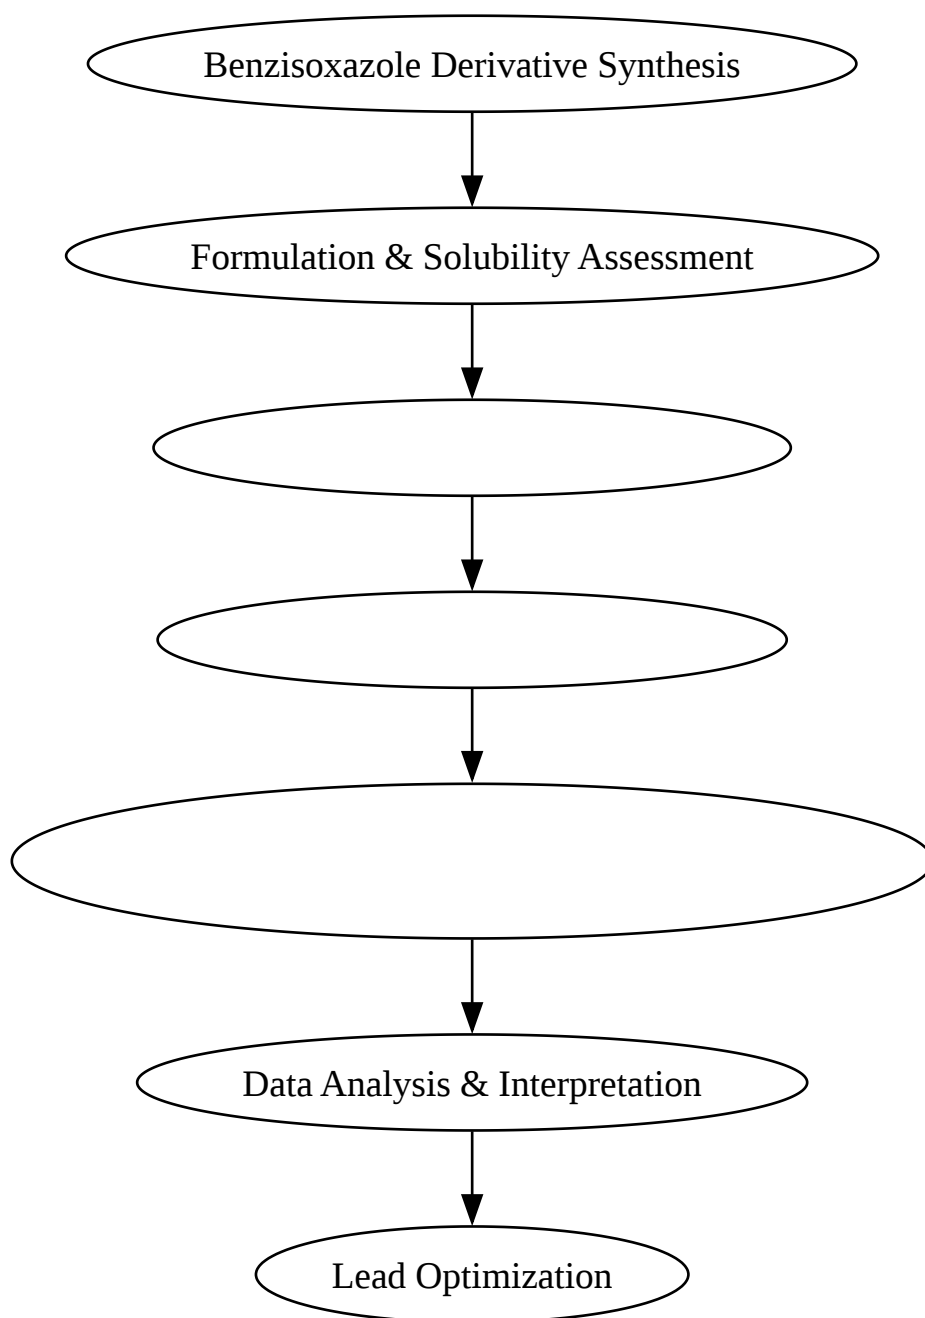 Benzisoxazole Derivative Synthesis
Formulation & Solubility Assessment
Data Analysis & Interpretation
Lead Optimization